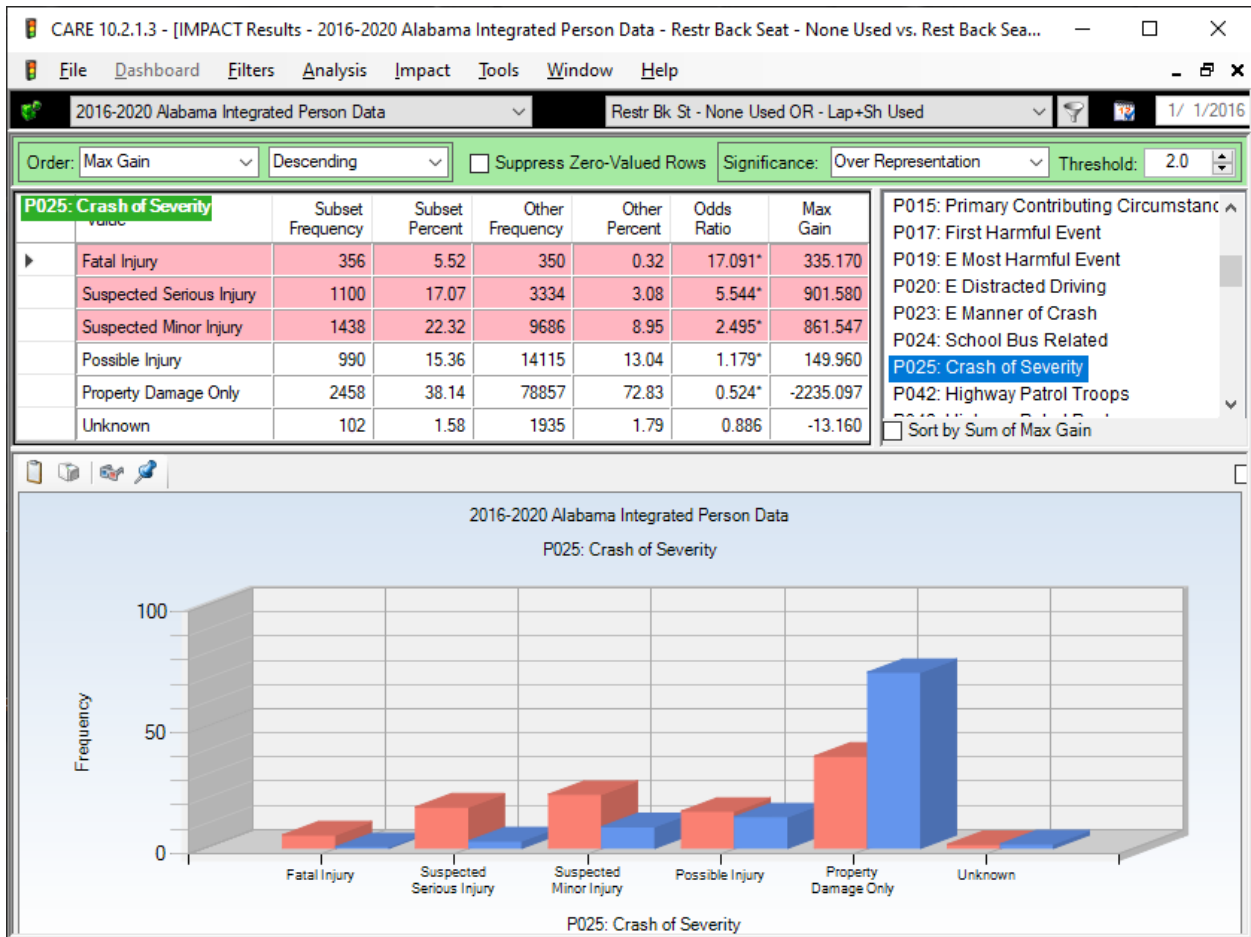 CARE 10.2.1.3 - [IMPACT Results - 2016-2020 Alabama Integrated Person Data - Restr Back Seat - None Used vs. Rest Back Sea...
File Dashboard Filters Analysis Impact Tools Window Help
2016-2020 Alabama Integrated Person Data Restr Bk St - None Used OR - Lap+Sh Used 1/ 1/2016
Order: Max Gain Descending Suppress Zero-Valued Rows Significance: Over Representation Threshold: 2.0
P025: Crash of Severity Subset Frequency Subset Percent Other Frequency Other Percent Odds Ratio Max Gain
Fatal Injury 356 5.52 350 0.32 17.091* 335.170
Suspected Serious Injury 1100 17.07 3334 3.08 5.544* 901.580
Suspected Minor Injury 1438 22.32 9686 8.95 2.495* 861.547
Possible Injury 990 15.36 14115 13.04 1.179* 149.960
Property Damage Only 2458 38.14 78857 72.83 0.524* -2235.097
Unknown 102 1.58 1935 1.79 0.886 -13.160
P015: Primary Contributing Circumstanc
P017: First Harmful Event
P019: E Most Harmful Event
P020: E Distracted Driving
P023: E Manner of Crash
P024: School Bus Related
P025: Crash of Severity
P042: Highway Patrol Troops
Sort by Sum of Max Gain
2016-2020 Alabama Integrated Person Data
P025: Crash of Severity
100
50
0
Frequency
Fatal Injury
Suspected Serious Injury
Suspected Minor Injury
Possible Injury
Property Damage Only
Unknown
P025: Crash of Severity